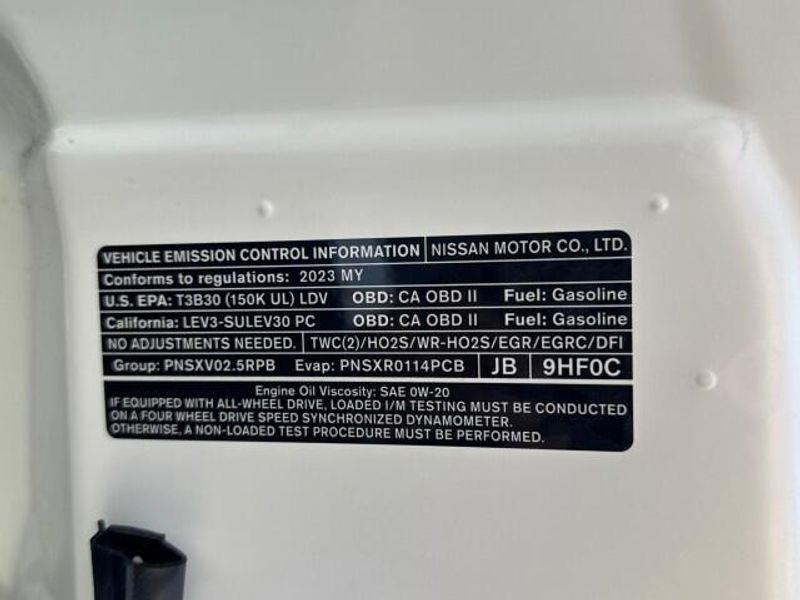 VEHICLE EMISSION CONTROL INFORMATION NISSAN MOTOR CO., LTD.
Conforms to regulations: 2023 MY
U.S. EPA: T3B30 (150K UL) LDV OBD: CA OBD II Fuel: Gasoline
California: LEV3-SULEV30 PC OBD: CA OBD II Fuel: Gasoline
NO ADJUSTMENTS NEEDED. TWC(2)/HO2S/WR-HO2S/EGR/EGRC/DFI
Group: PNSXV02.5RPB Evap: PNSXR0114PCB JB 9HF0C
Engine Oil Viscosity: SAE 0W-20
IF EQUIPPED WITH ALL-WHEEL DRIVE, LOADED I/M TESTING MUST BE CONDUCTED
ON A FOUR WHEEL DRIVE SPEED SYNCHRONIZED DYNAMOMETER.
OTHERWISE, A NON-LOADED TEST PROCEDURE MUST BE PERFORMED.